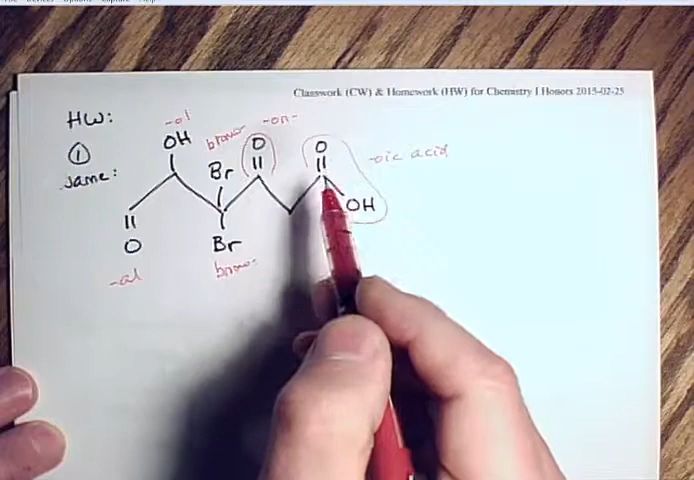 Classwork (CW) & Homework (HW) for Chemistry I Honors 2015-02-25
HW:
-ol
-on-
OH
bromo
O
O
①
-oic acid
Jame:
Br
OH
O
Br
-al
bromo